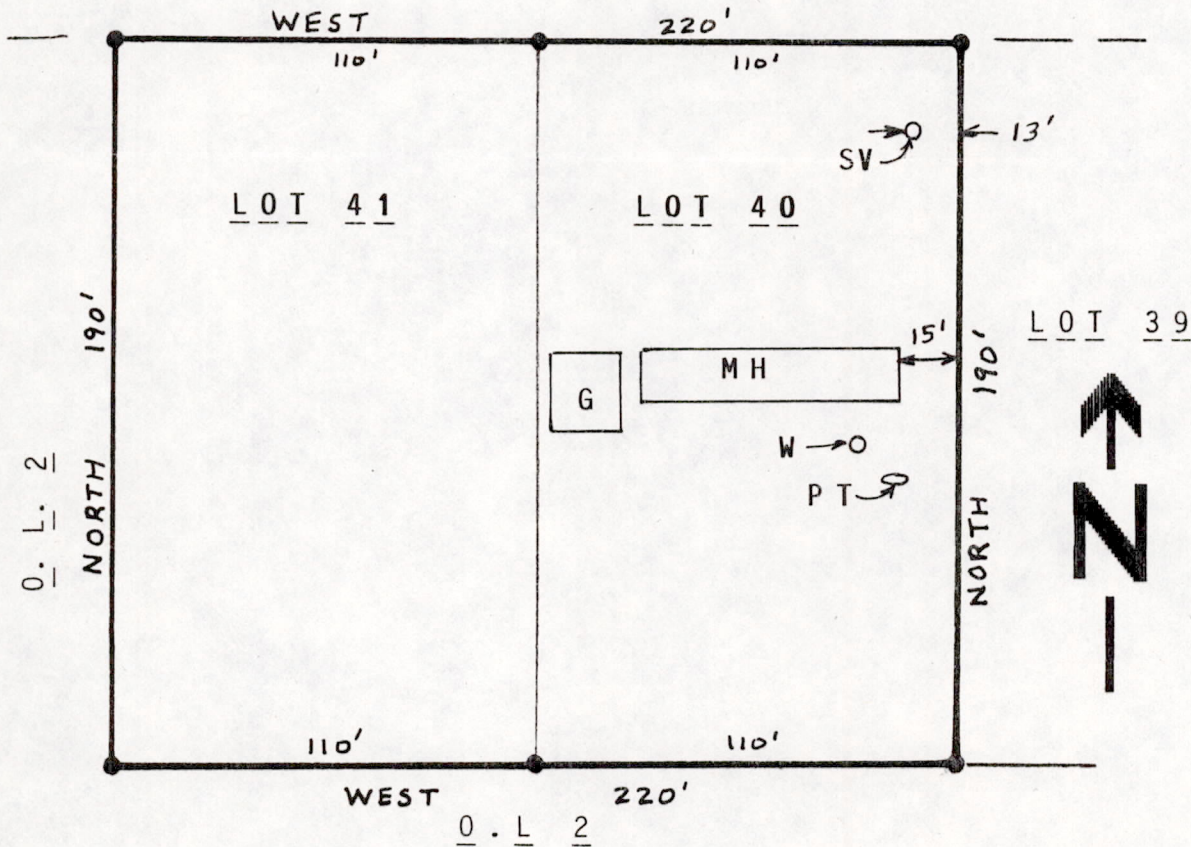 WEST 220'
110' 110'
13'
SV
LOT 41 LOT 40
LOT 39
15'
NORTH 190'
MH
G
190'
W
PT
O. L. 2
NORTH
N
110' 110'
WEST 220'
O. L 2